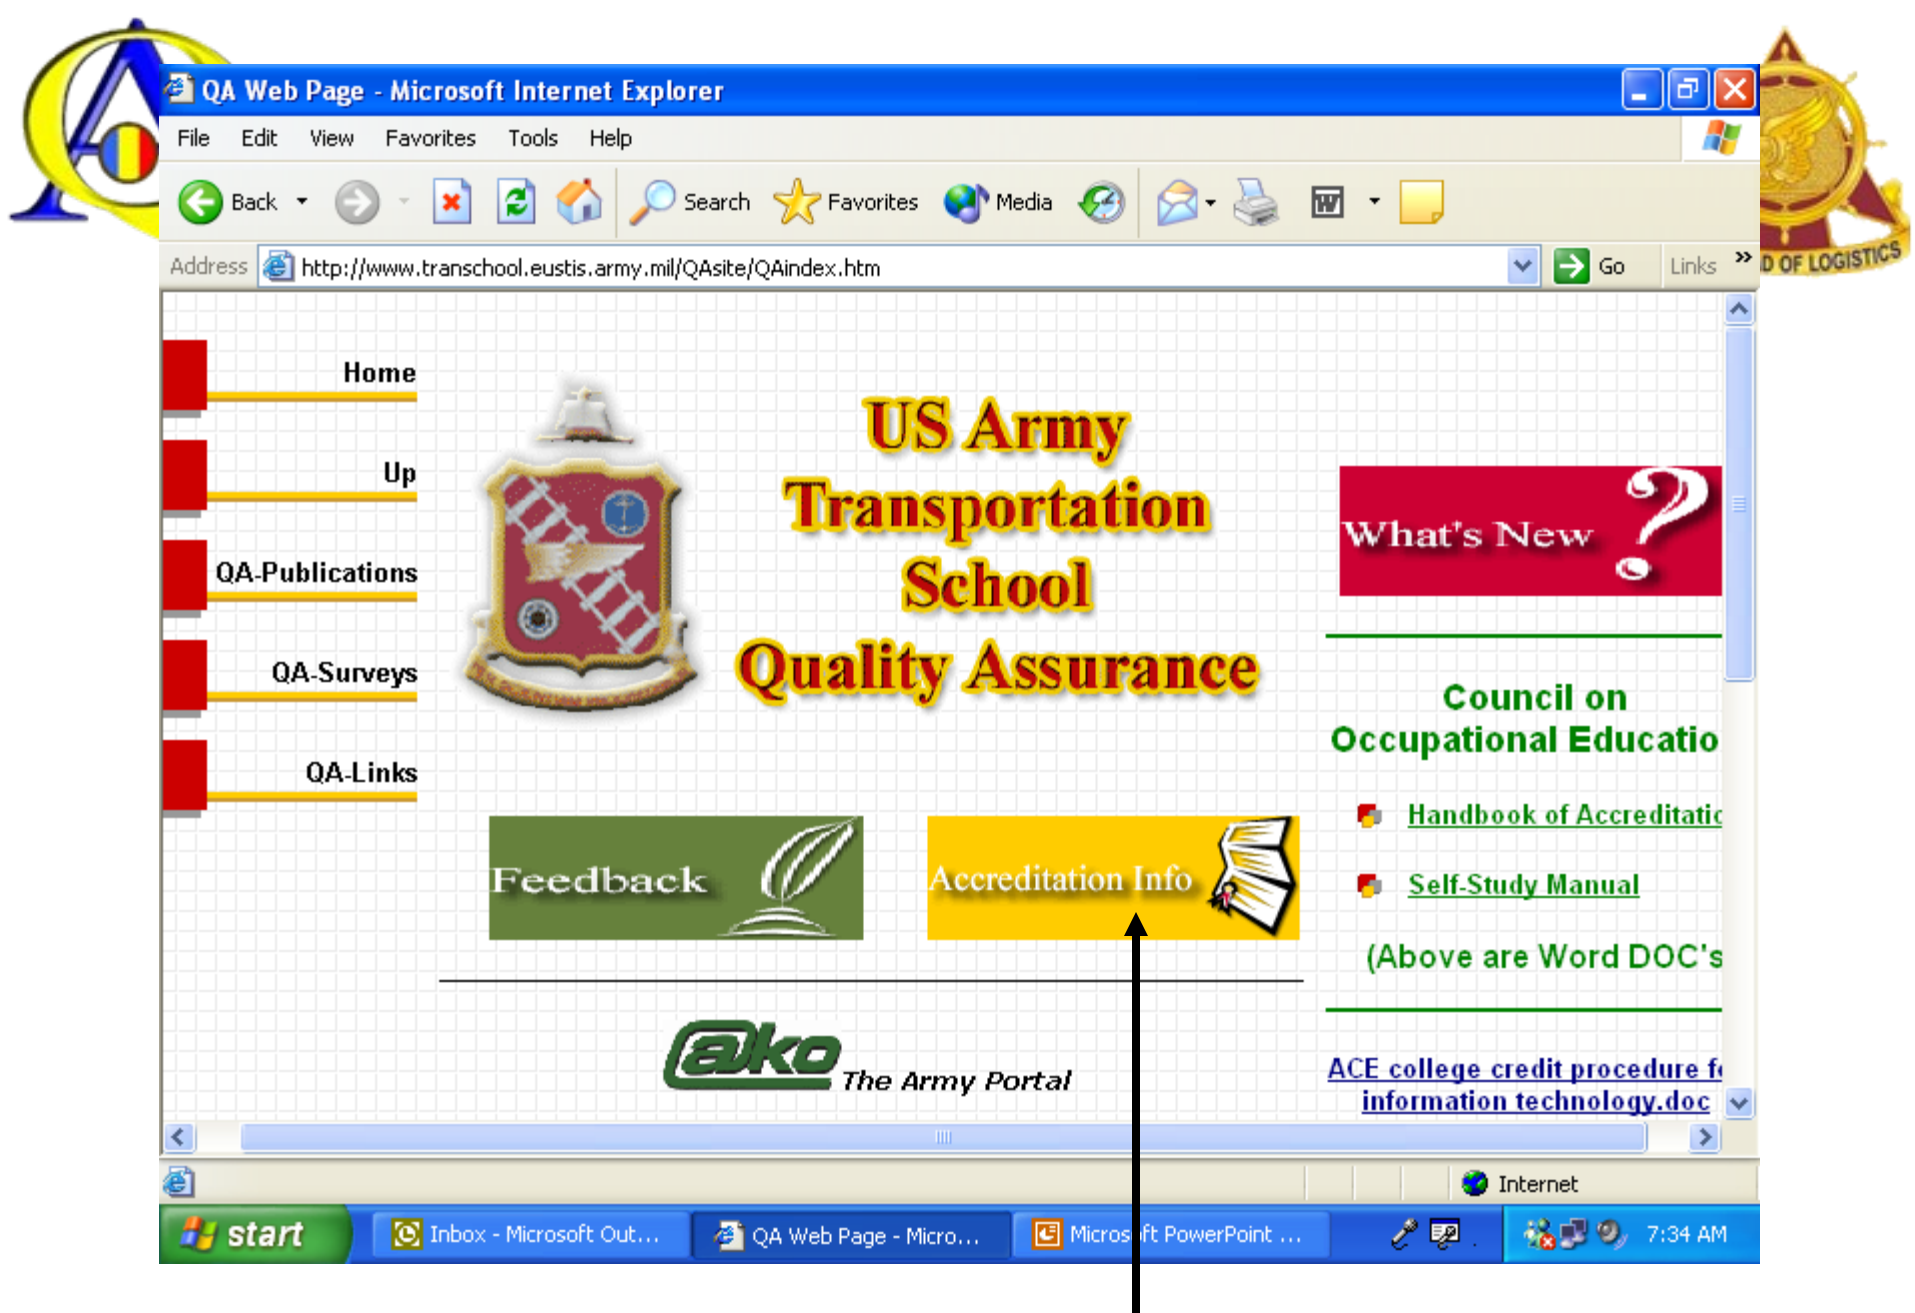 QA Web Page - Microsoft Internet Explorer
File Edit View Favorites Tools Help
Back Search Favorites Media
Address http://www.transchool.eustis.army.mil/QAsite/QAindex.htm Go Links »
D OF LOGISTICS
Home
Up
QA-Publications
QA-Surveys
QA-Links
US Army
Transportation
School
Quality Assurance
Feedback
Accreditation Info
@ko The Army Portal
What's New ?
Council on
Occupational Educatio
Handbook of Accreditatic
Self-Study Manual
(Above are Word DOC's
ACE college credit procedure f
information technology.doc
Internet
start Inbox - Microsoft Out... QA Web Page - Micro... Microsoft PowerPoint ... 7:34 AM